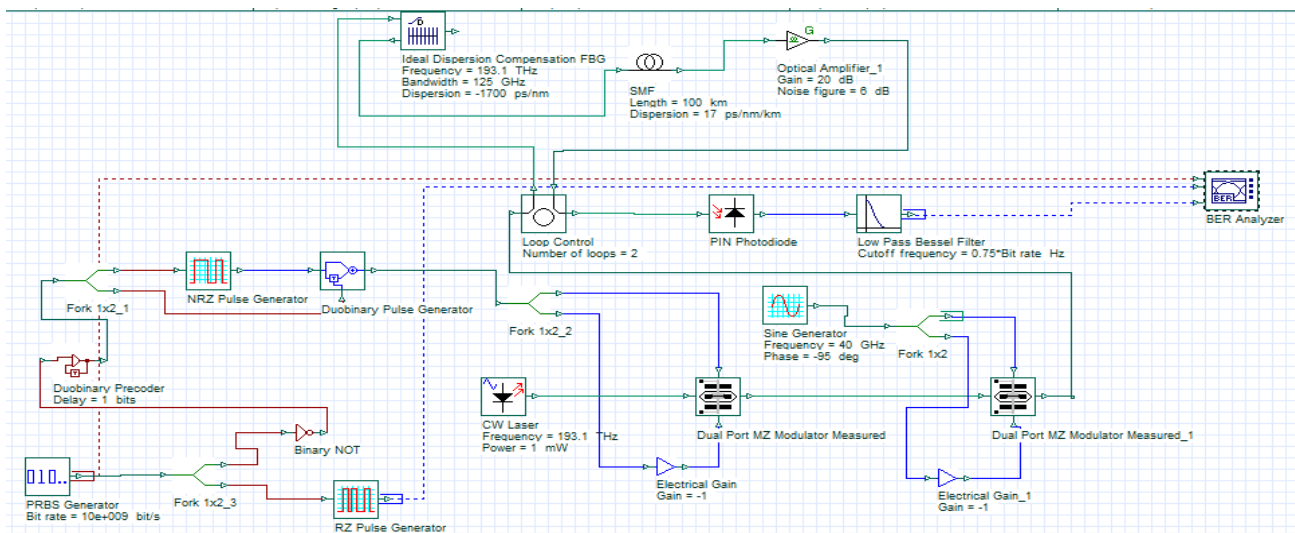 Ideal Dispersion Compensation FBG
Frequency = 193.1 THz
Bandwidth = 125 GHz
Dispersion = -1700 ps/nm
SMF
Length = 100 km
Dispersion = 17 ps/nm/km
G
Optical Amplifier_1
Gain = 20 dB
Noise figure = 6 dB
Loop Control
Number of loops = 2
PIN Photodiode
Low Pass Bessel Filter
Cutoff frequency = 0.75*Bit rate Hz
BER
BER Analyzer
Fork 1x2_1
NRZ Pulse Generator
Duobinary Pulse Generator
Fork 1x2_2
Sine Generator
Frequency = 40 GHz
Phase = -95 deg
Fork 1x2
Duobinary Precoder
Delay = 1 bits
CW Laser
Frequency = 193.1 THz
Power = 1 mW
Dual Port MZ Modulator Measured
Dual Port MZ Modulator Measured_1
Binary NOT
010..
PRBS Generator
Bit rate = 10e+009 bit/s
Fork 1x2_3
RZ Pulse Generator
Electrical Gain
Gain = -1
Electrical Gain_1
Gain = -1